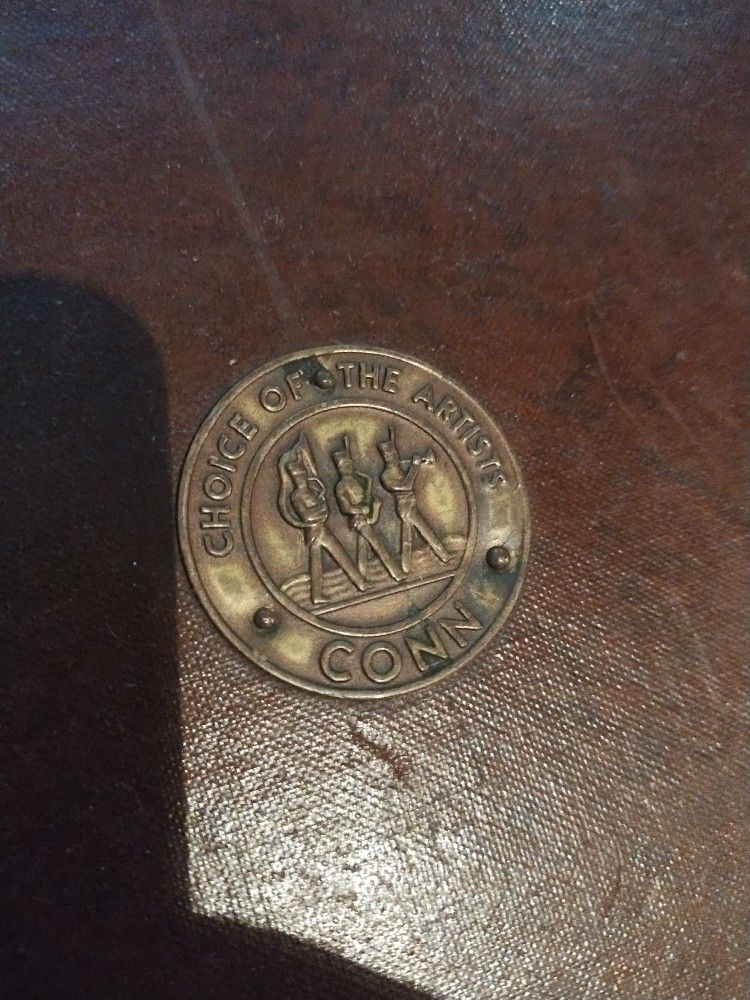 CHOICE OF THE ARTISTS
CONN